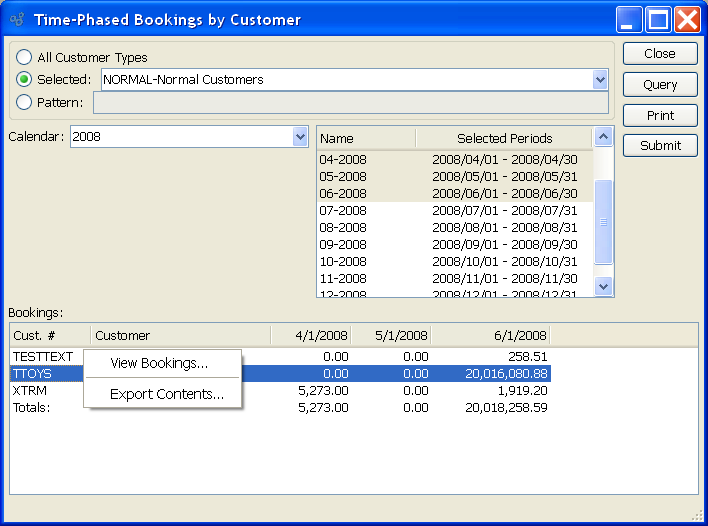 Time-Phased Bookings by Customer
All Customer Types
Selected: NORMAL-Normal Customers
Pattern:
Close
Query
Print
Submit
Calendar: 2008
Name Selected Periods
04-2008 2008/04/01 - 2008/04/30
05-2008 2008/05/01 - 2008/05/31
06-2008 2008/06/01 - 2008/06/30
07-2008 2008/07/01 - 2008/07/31
08-2008 2008/08/01 - 2008/08/31
09-2008 2008/09/01 - 2008/09/30
10-2008 2008/10/01 - 2008/10/31
11-2008 2008/11/01 - 2008/11/30
12-2008 2008/12/01 - 2008/12/31
Bookings:
Cust. # Customer 4/1/2008 5/1/2008 6/1/2008
TESTTEXT 0.00 0.00 258.51
TTOYS 0.00 0.00 20,016,080.88
XTRM 5,273.00 0.00 1,919.20
Totals: 5,273.00 0.00 20,018,258.59
View Bookings...
Export Contents...